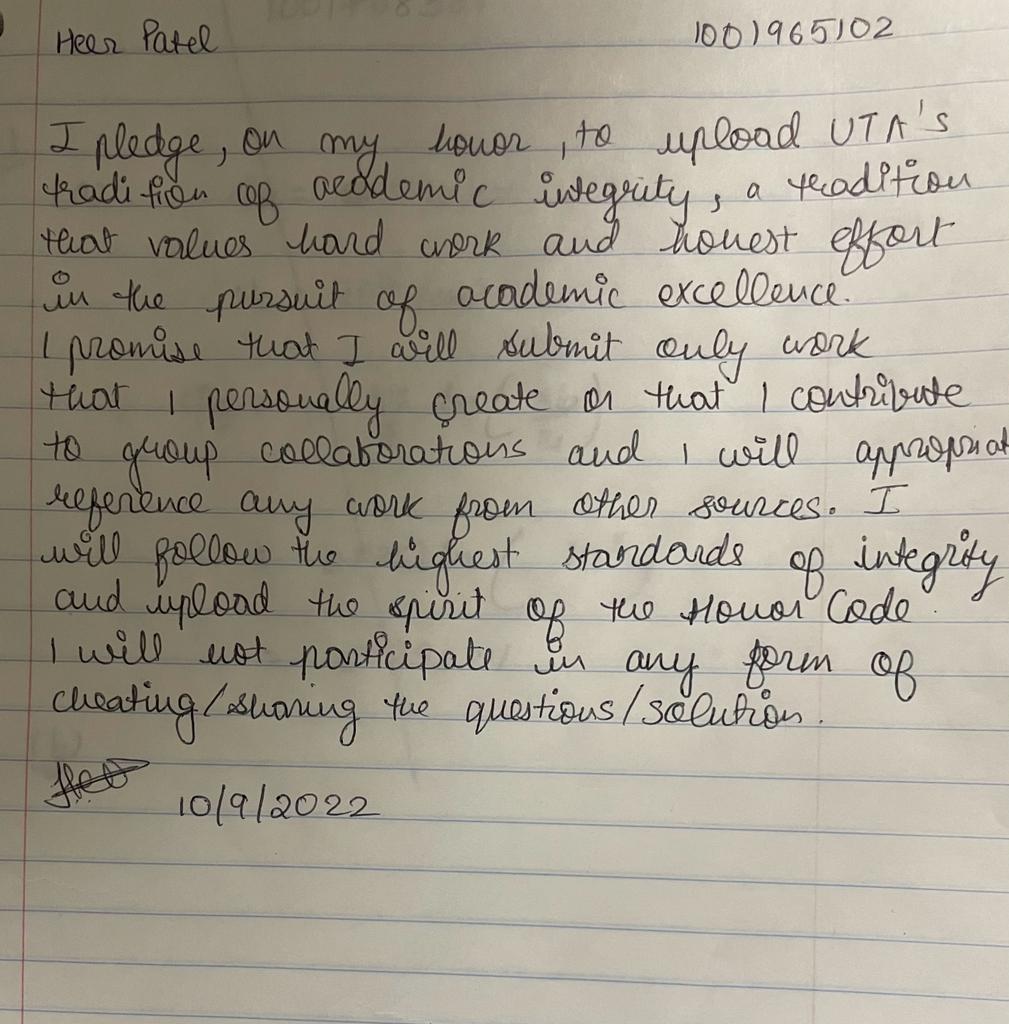 Heer Patel 1001965102
I pledge, on my honor, to upload UTA's
tradition of academic integrity, a tradition
that values hard work and honest effort
in the pursuit of academic excellence.
I promise that I will submit only work
that I personally create or that I contribute
to group collaborations and I will appropriat
reference any work from other sources. I
will follow the highest standards of integrity
and upload the spirit of the Honor Code.
I will not participate in any form of
cheating/sharing the questions/solution.
10/9/2022